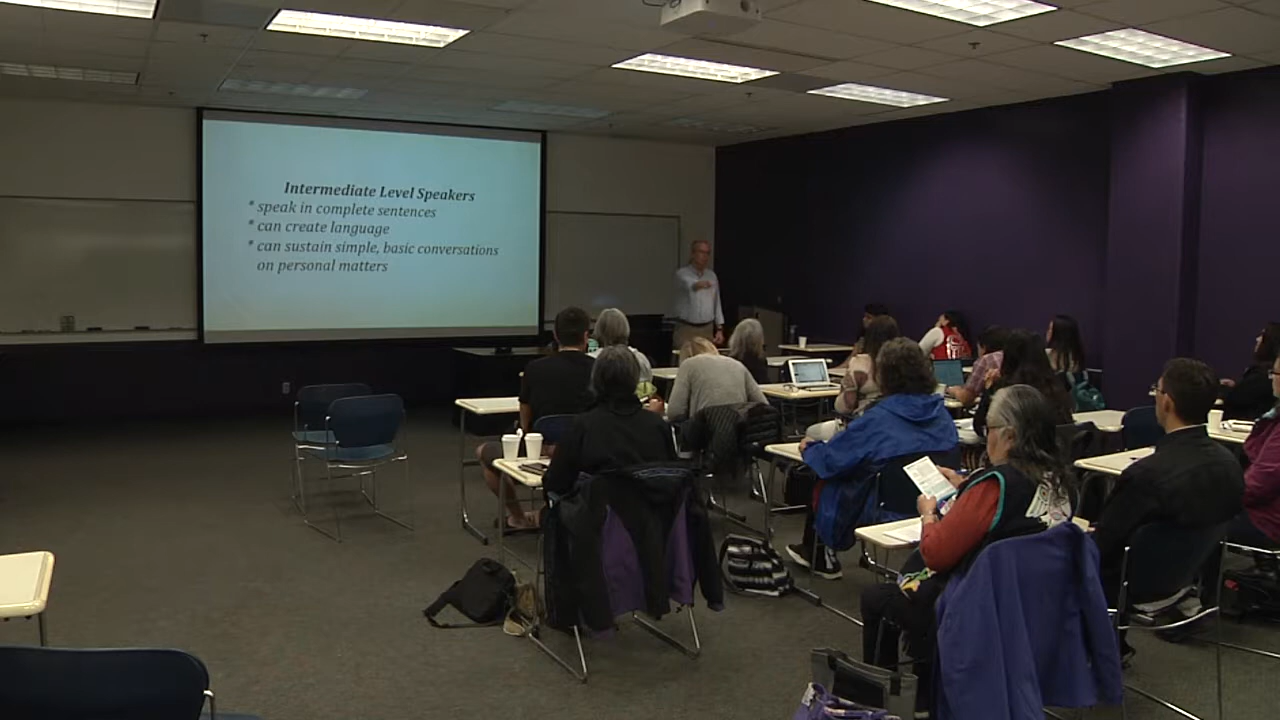 Intermediate Level Speakers
* speak in complete sentences
* can create language
* can sustain simple, basic conversations
on personal matters